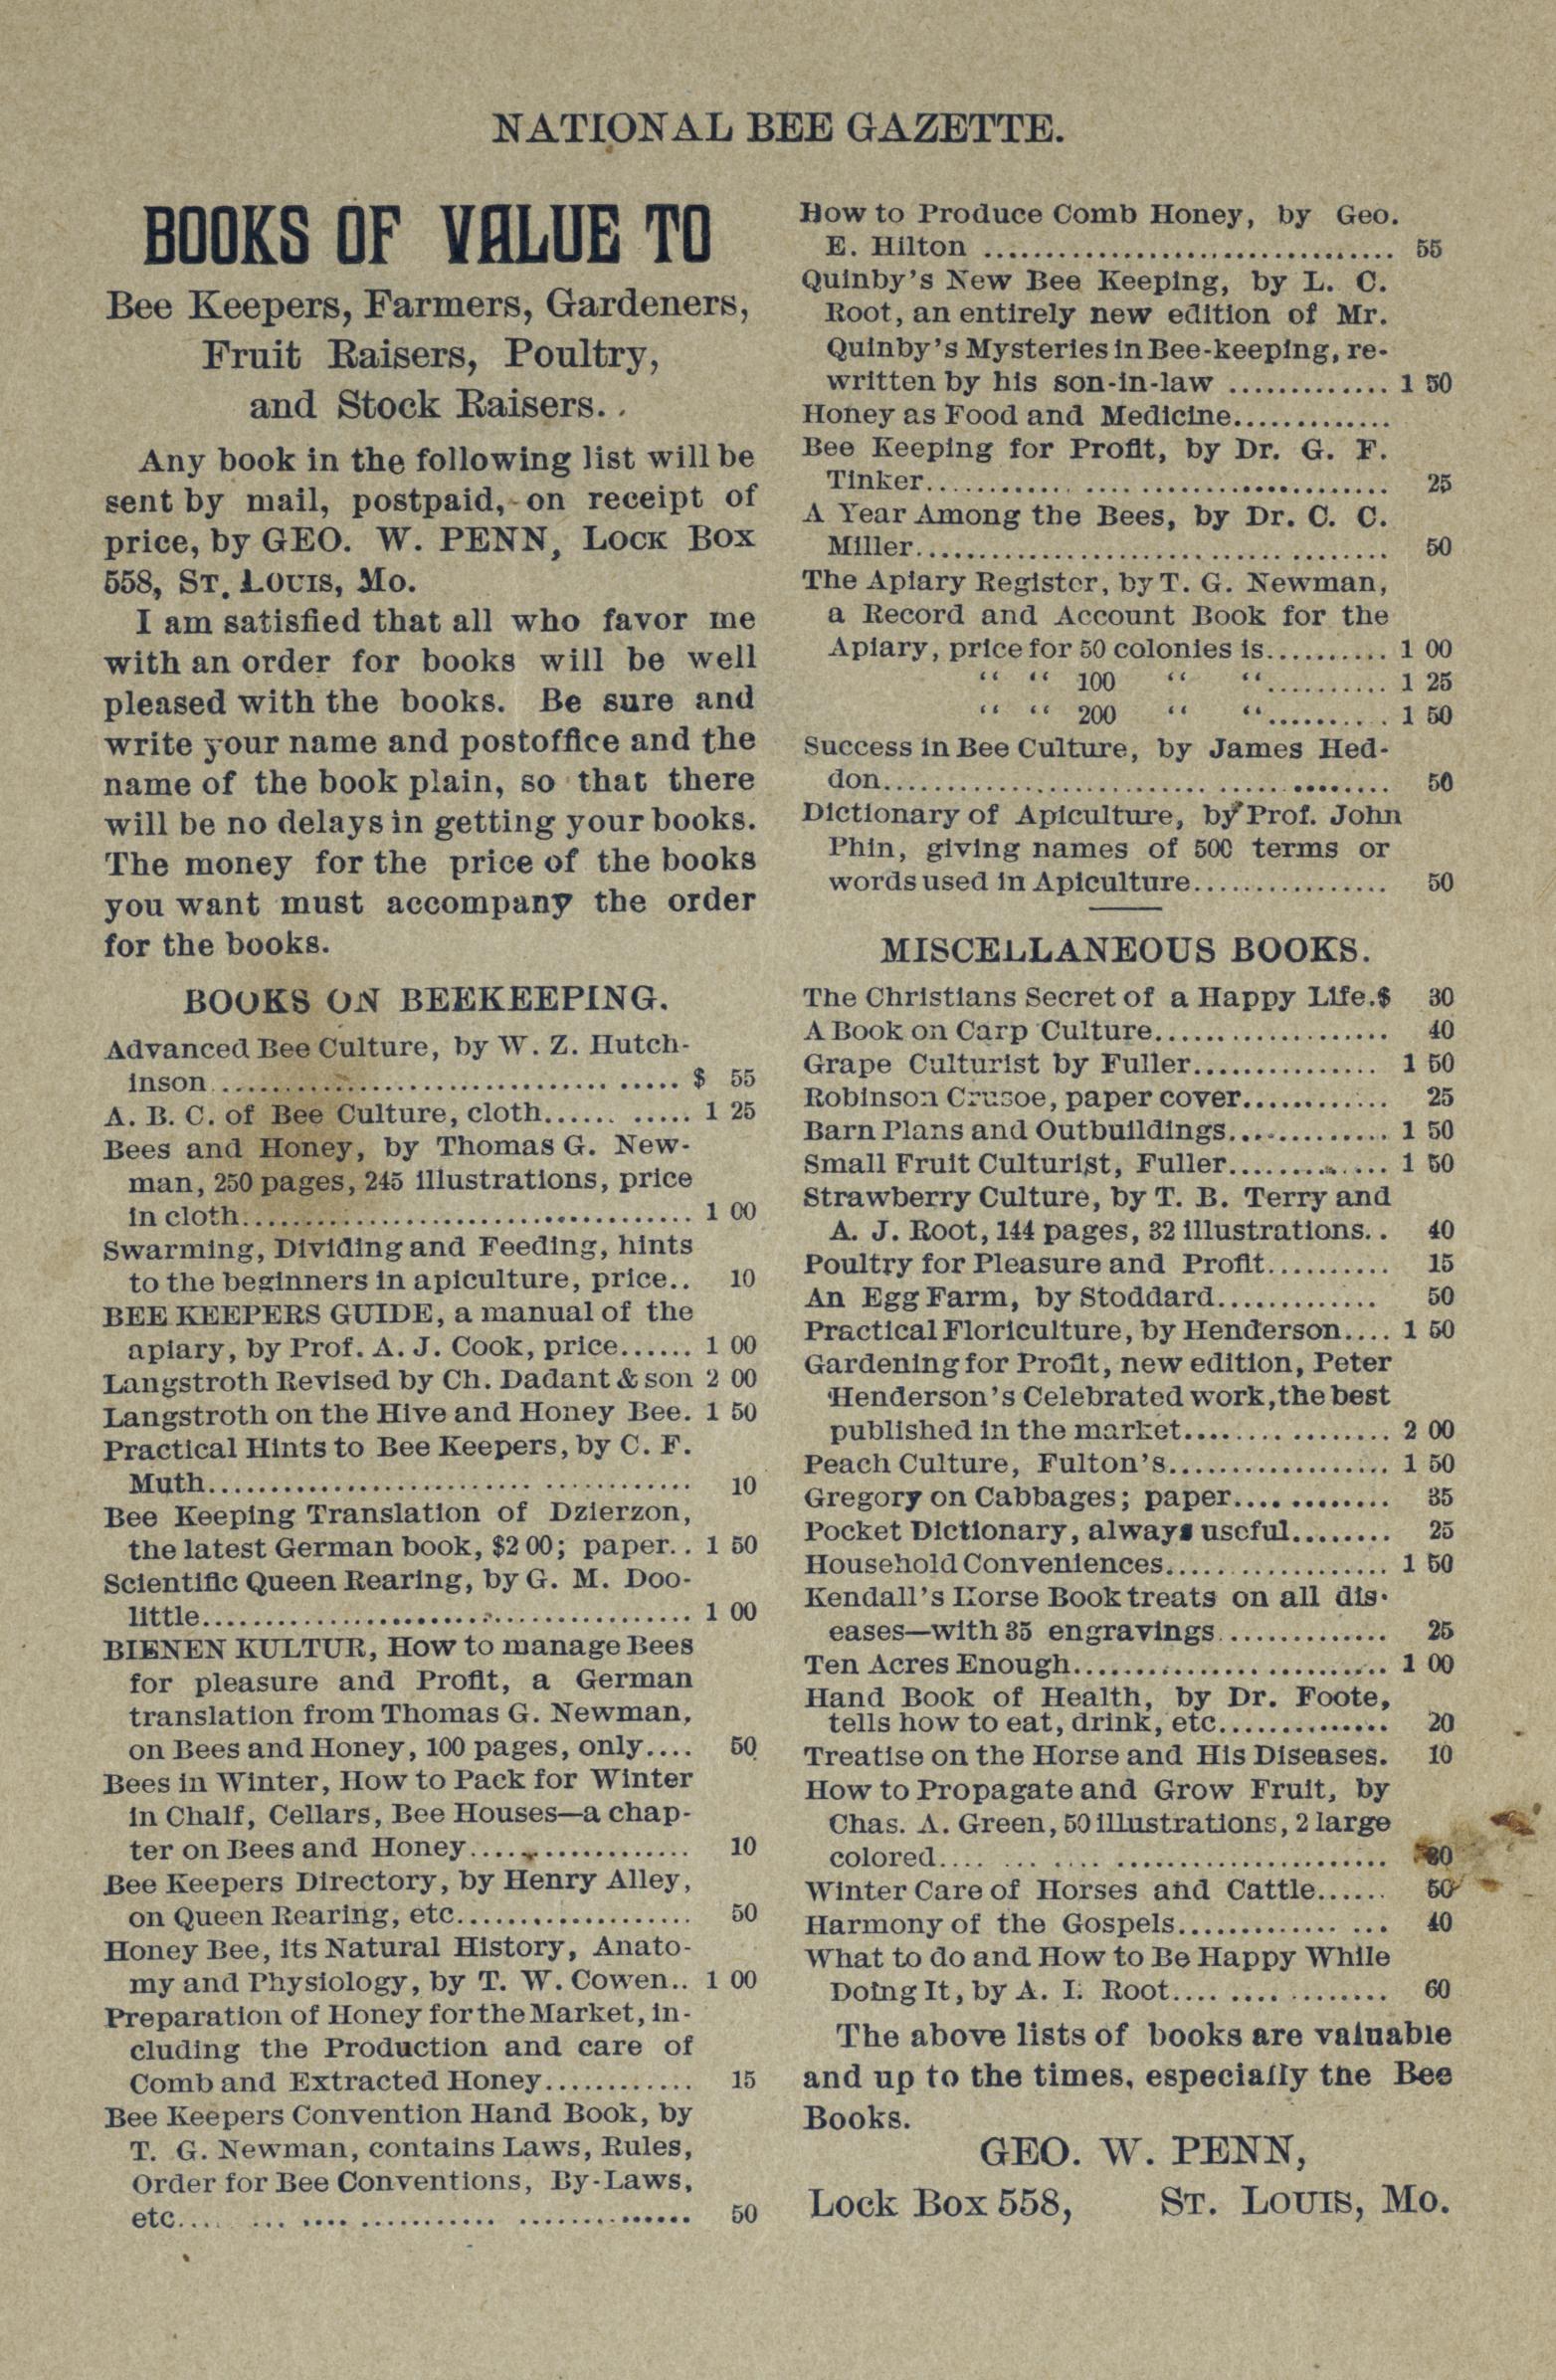 NATIONAL BEE GAZETTE.
BOOKS OF VALUE TO
Bee Keepers, Farmers, Gardeners,
Fruit Raisers, Poultry,
and Stock Raisers. .
Any book in the following list will be
sent by mail, postpaid, on receipt of
price, by GEO. W. PENN, LOCK BOX
558, ST. LOUIS, MO.
I am satisfied that all who favor me
with an order for books will be well
pleased with the books. Be sure and
write your name and postoffice and the
name of the book plain, so that there
will be no delays in getting your books.
The money for the price of the books
you want must accompany the order
for the books.
BOOKS ON BEEKEEPING.
Advanced Bee Culture, by W. Z. Hutch-
inson.................................... $ 55
A. B. C. of Bee Culture, cloth...... ..... 1 25
Bees and Honey, by Thomas G. New-
man, 250 pages, 245 illustrations, price
in cloth.................................... 1 00
Swarming, Dividing and Feeding, hints
to the beginners in apiculture, price.. 10
BEE KEEPERS GUIDE, a manual of the
apiary, by Prof. A. J. Cook, price...... 1 00
Langstroth Revised by Ch. Dadant & son 2 00
Langstroth on the Hive and Honey Bee. 1 50
Practical Hints to Bee Keepers, by C. F.
Muth...................................... 10
Bee Keeping Translation of Dzierzon,
the latest German book, $2 00; paper.. 1 50
Scientific Queen Rearing, by G. M. Doo-
little....................................... 1 00
BIENEN KULTUR, How to manage Bees
for pleasure and Profit, a German
translation from Thomas G. Newman,
on Bees and Honey, 100 pages, only.... 50
Bees in Winter, How to Pack for Winter
in Chalf, Cellars, Bee Houses—a chap-
ter on Bees and Honey.................. 10
Bee Keepers Directory, by Henry Alley,
on Queen Rearing, etc................... 50
Honey Bee, its Natural History, Anato-
my and Physiology, by T. W. Cowen.. 1 00
Preparation of Honey for the Market, in-
cluding the Production and care of
Comb and Extracted Honey............ 15
Bee Keepers Convention Hand Book, by
T. G. Newman, contains Laws, Rules,
Order for Bee Conventions, By-Laws,
etc.... ... .... ........... .............. 50
How to Produce Comb Honey, by Geo.
E. Hilton ................................. 55
Quinby's New Bee Keeping, by L. C.
Root, an entirely new edition of Mr.
Quinby's Mysteries in Bee-keeping, re-
written by his son-in-law ............. 1 50
Honey as Food and Medicine.............
Bee Keeping for Profit, by Dr. G. F.
Tinker............ .... .................... 25
A Year Among the Bees, by Dr. C. C.
Miller............................. ........ 50
The Apiary Register, by T. G. Newman,
a Record and Account Book for the
Apiary, price for 50 colonies is.......... 1 00
“ “ 100 “ “.......... 1 25
“ “ 200 “ “.......... 1 50
Success in Bee Culture, by James Hed-
don.......................... .............. 50
Dictionary of Apiculture, by Prof. John
Phin, giving names of 500 terms or
words used in Apiculture................ 50
MISCELLANEOUS BOOKS.
The Christians Secret of a Happy Life.$ 30
A Book on Carp Culture................... 40
Grape Culturist by Fuller............... 1 50
Robinson Crusoe, paper cover............ 25
Barn Plans and Outbuildings............. 1 50
Small Fruit Culturist, Fuller............. 1 50
Strawberry Culture, by T. B. Terry and
A. J. Root, 144 pages, 32 illustrations.. 40
Poultry for Pleasure and Profit.......... 15
An Egg Farm, by Stoddard............. 50
Practical Floriculture, by Henderson.... 1 50
Gardening for Profit, new edition, Peter
Henderson's Celebrated work, the best
published in the market........ ........ 2 00
Peach Culture, Fulton's.................. 1 50
Gregory on Cabbages; paper.... ........ 35
Pocket Dictionary, always useful........ 25
Household Conveniences.................. 1 50
Kendall's Horse Book treats on all dis-
eases—with 35 engravings.............. 25
Ten Acres Enough............... .......... 1 00
Hand Book of Health, by Dr. Foote,
tells how to eat, drink, etc.............. 20
Treatise on the Horse and His Diseases. 10
How to Propagate and Grow Fruit, by
Chas. A. Green, 50 illustrations, 2 large
colored.... ... .... ......................
Winter Care of Horses and Cattle...... 50
Harmony of the Gospels............. ... 40
What to do and How to Be Happy While
Doing It, by A. I. Root.... .... ........ 60
The above lists of books are valuable
and up to the times, especially the Bee
Books.
GEO. W. PENN,
Lock Box 558, ST. LOUIS, MO.